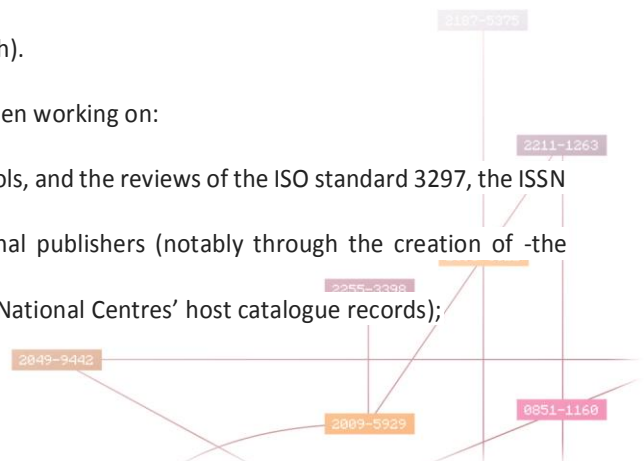 2187-5375
h).
en working on:
2211-1263
ols, and the reviews of the ISO standard 3297, the ISSN
nal publishers (notably through the creation of -the
2255-3398
National Centres’ host catalogue records);
2049-9442
2009-5929
0851-1160